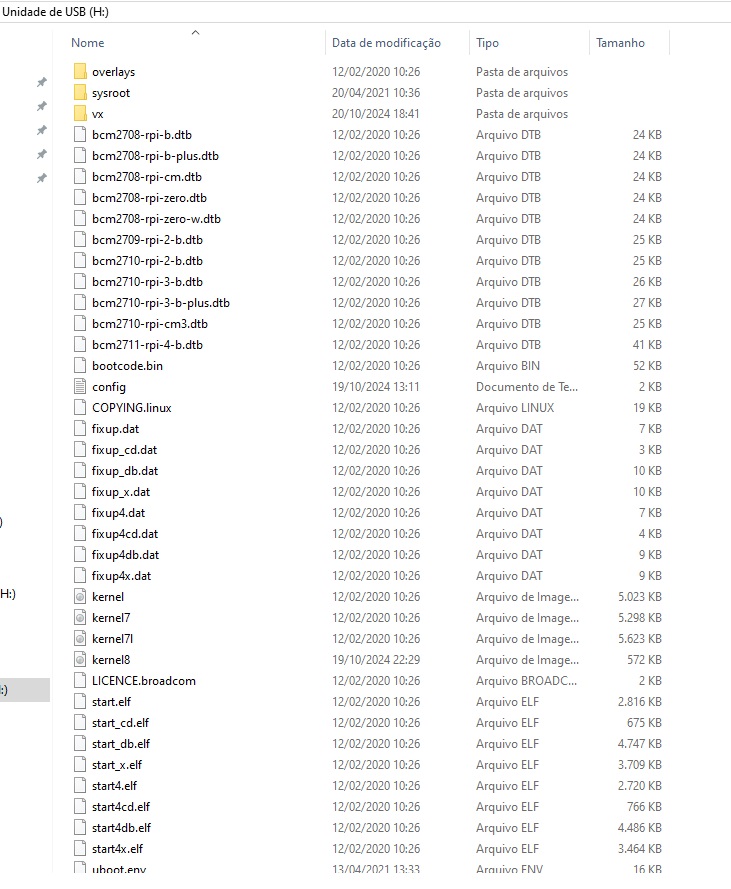 Unidade de USB (H:)
Nome Data de modificação Tipo Tamanho
overlays 12/02/2020 10:26 Pasta de arquivos
sysroot 20/04/2021 10:36 Pasta de arquivos
vx 20/10/2024 18:41 Pasta de arquivos
bcm2708-rpi-b.dtb 12/02/2020 10:26 Arquivo DTB 24 KB
bcm2708-rpi-b-plus.dtb 12/02/2020 10:26 Arquivo DTB 24 KB
bcm2708-rpi-cm.dtb 12/02/2020 10:26 Arquivo DTB 24 KB
bcm2708-rpi-zero.dtb 12/02/2020 10:26 Arquivo DTB 24 KB
bcm2708-rpi-zero-w.dtb 12/02/2020 10:26 Arquivo DTB 24 KB
bcm2709-rpi-2-b.dtb 12/02/2020 10:26 Arquivo DTB 25 KB
bcm2710-rpi-2-b.dtb 12/02/2020 10:26 Arquivo DTB 25 KB
bcm2710-rpi-3-b.dtb 12/02/2020 10:26 Arquivo DTB 26 KB
bcm2710-rpi-3-b-plus.dtb 12/02/2020 10:26 Arquivo DTB 27 KB
bcm2710-rpi-cm3.dtb 12/02/2020 10:26 Arquivo DTB 25 KB
bcm2711-rpi-4-b.dtb 12/02/2020 10:26 Arquivo DTB 41 KB
bootcode.bin 12/02/2020 10:26 Arquivo BIN 52 KB
config 19/10/2024 13:11 Documento de Te... 2 KB
COPYING.linux 12/02/2020 10:26 Arquivo LINUX 19 KB
fixup.dat 12/02/2020 10:26 Arquivo DAT 7 KB
fixup_cd.dat 12/02/2020 10:26 Arquivo DAT 3 KB
fixup_db.dat 12/02/2020 10:26 Arquivo DAT 10 KB
fixup_x.dat 12/02/2020 10:26 Arquivo DAT 10 KB
fixup4.dat 12/02/2020 10:26 Arquivo DAT 7 KB
)
fixup4cd.dat 12/02/2020 10:26 Arquivo DAT 4 KB
fixup4db.dat 12/02/2020 10:26 Arquivo DAT 9 KB
fixup4x.dat 12/02/2020 10:26 Arquivo DAT 9 KB
H:)
kernel 12/02/2020 10:26 Arquivo de Image... 5.023 KB
kernel7 12/02/2020 10:26 Arquivo de Image... 5.298 KB
kernel7l 12/02/2020 10:26 Arquivo de Image... 5.623 KB
kernel8 19/10/2024 22:29 Arquivo de Image... 572 KB
LICENCE.broadcom 12/02/2020 10:26 Arquivo BROADC... 2 KB
:)
start.elf 12/02/2020 10:26 Arquivo ELF 2.816 KB
start_cd.elf 12/02/2020 10:26 Arquivo ELF 675 KB
start_db.elf 12/02/2020 10:26 Arquivo ELF 4.747 KB
start_x.elf 12/02/2020 10:26 Arquivo ELF 3.709 KB
start4.elf 12/02/2020 10:26 Arquivo ELF 2.720 KB
start4cd.elf 12/02/2020 10:26 Arquivo ELF 766 KB
start4db.elf 12/02/2020 10:26 Arquivo ELF 4.486 KB
start4x.elf 12/02/2020 10:26 Arquivo ELF 3.464 KB
uboot.env 13/04/2021 13:33 Arquivo ENV 16 KB